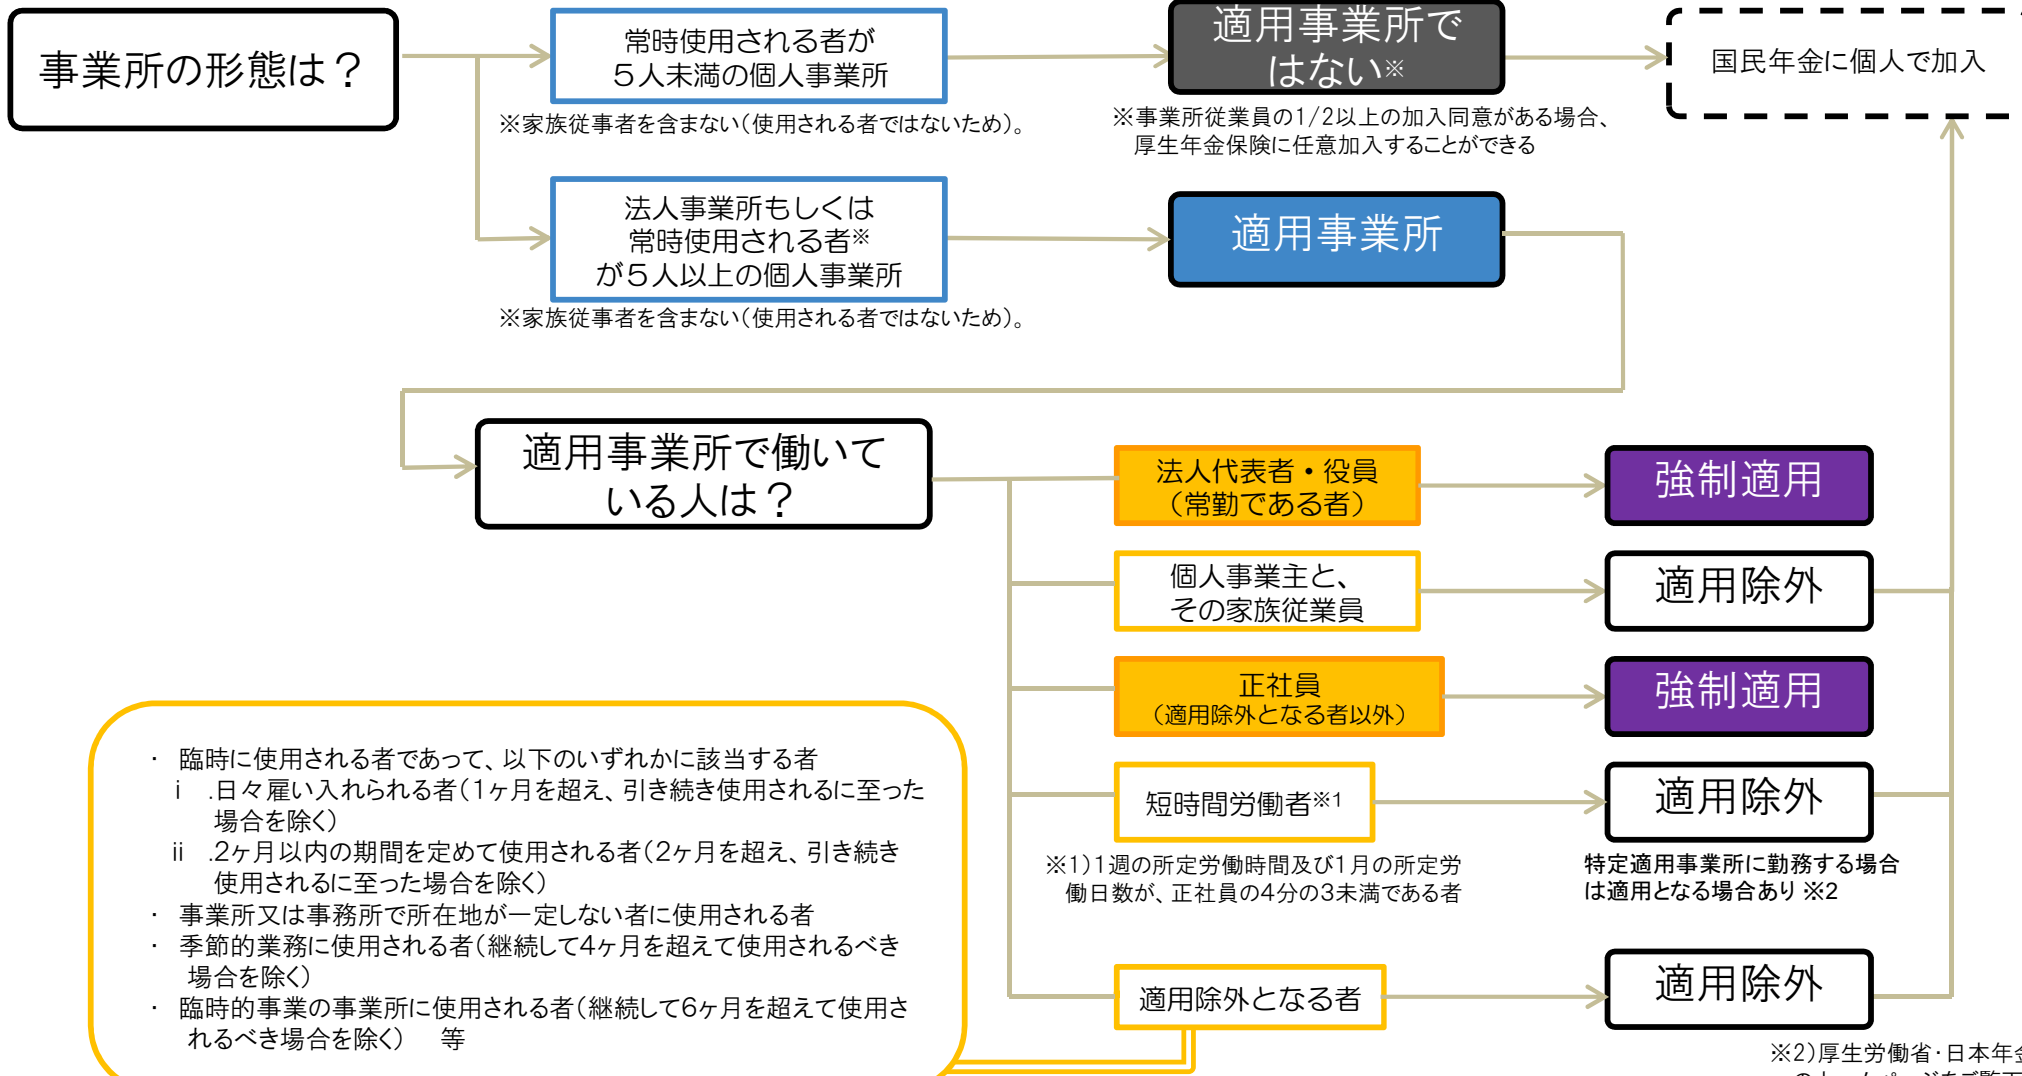 事業所の形態は？
常時使用される者が
５人未満の個人事業所
※家族従事者を含まない（使用される者ではないため）。
適用事業所で
はない※
※事業所従業員の1/2以上の加入同意がある場合、
厚生年金保険に任意加入することができる
国民年金に個人で加入
法人事業所もしくは
常時使用される者※
が５人以上の個人事業所
※家族従事者を含まない（使用される者ではないため）。
適用事業所
適用事業所で働いて
いる人は？
法人代表者・役員
（常勤である者）
強制適用
個人事業主と、
その家族従業員
適用除外
正社員
（適用除外となる者以外）
強制適用
短時間労働者※1
適用除外
※1）1週の所定労働時間及び1月の所定労
働日数が、正社員の4分の3未満である者
特定適用事業所に勤務する場合
は適用となる場合あり ※2
適用除外となる者
適用除外
・ 臨時に使用される者であって、以下のいずれかに該当する者
ⅰ .日々雇い入れられる者（1ヶ月を超え、引き続き使用されるに至った
場合を除く）
ⅱ .2ヶ月以内の期間を定めて使用される者（2ヶ月を超え、引き続き
使用されるに至った場合を除く）
・ 事業所又は事務所で所在地が一定しない者に使用される者
・ 季節的業務に使用される者（継続して4ヶ月を超えて使用されるべき
場合を除く）
・ 臨時的事業の事業所に使用される者（継続して6ヶ月を超えて使用さ
れるべき場合を除く） 等
※2）厚生労働省・日本年金